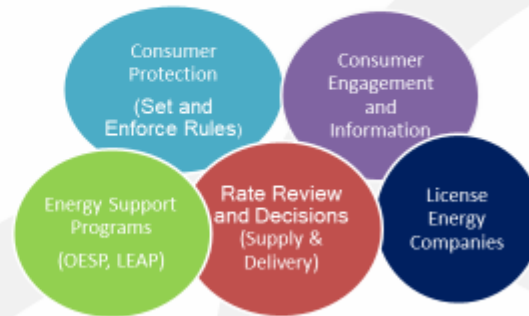 Consumer
Protection
(Set and
Enforce Rules)
Consumer
Engagement
and
Information
Energy Support
Programs
(OESP, LEAP)
Rate Review
and Decisions
(Supply &
Delivery)
License
Energy
Companies